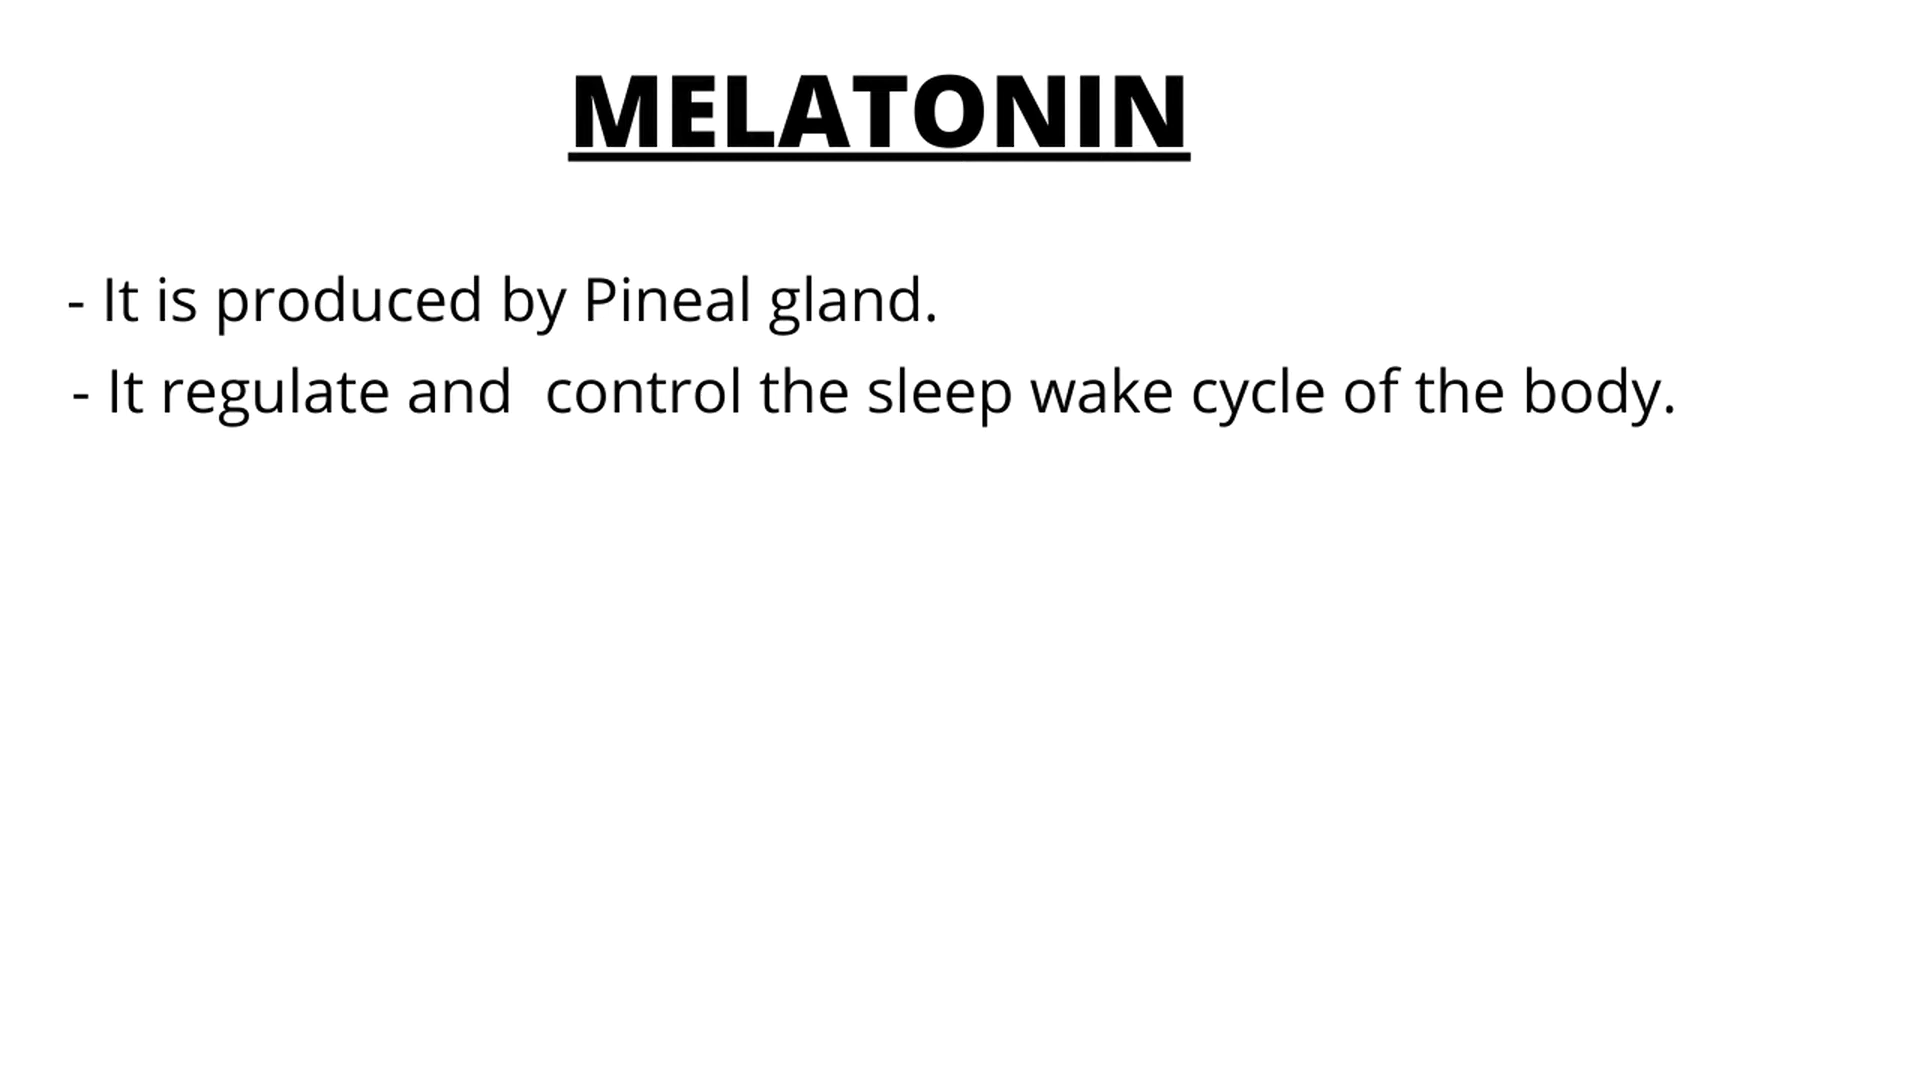 MELATONIN
- It is produced by Pineal gland.
- It regulate and  control the sleep wake cycle of the body.